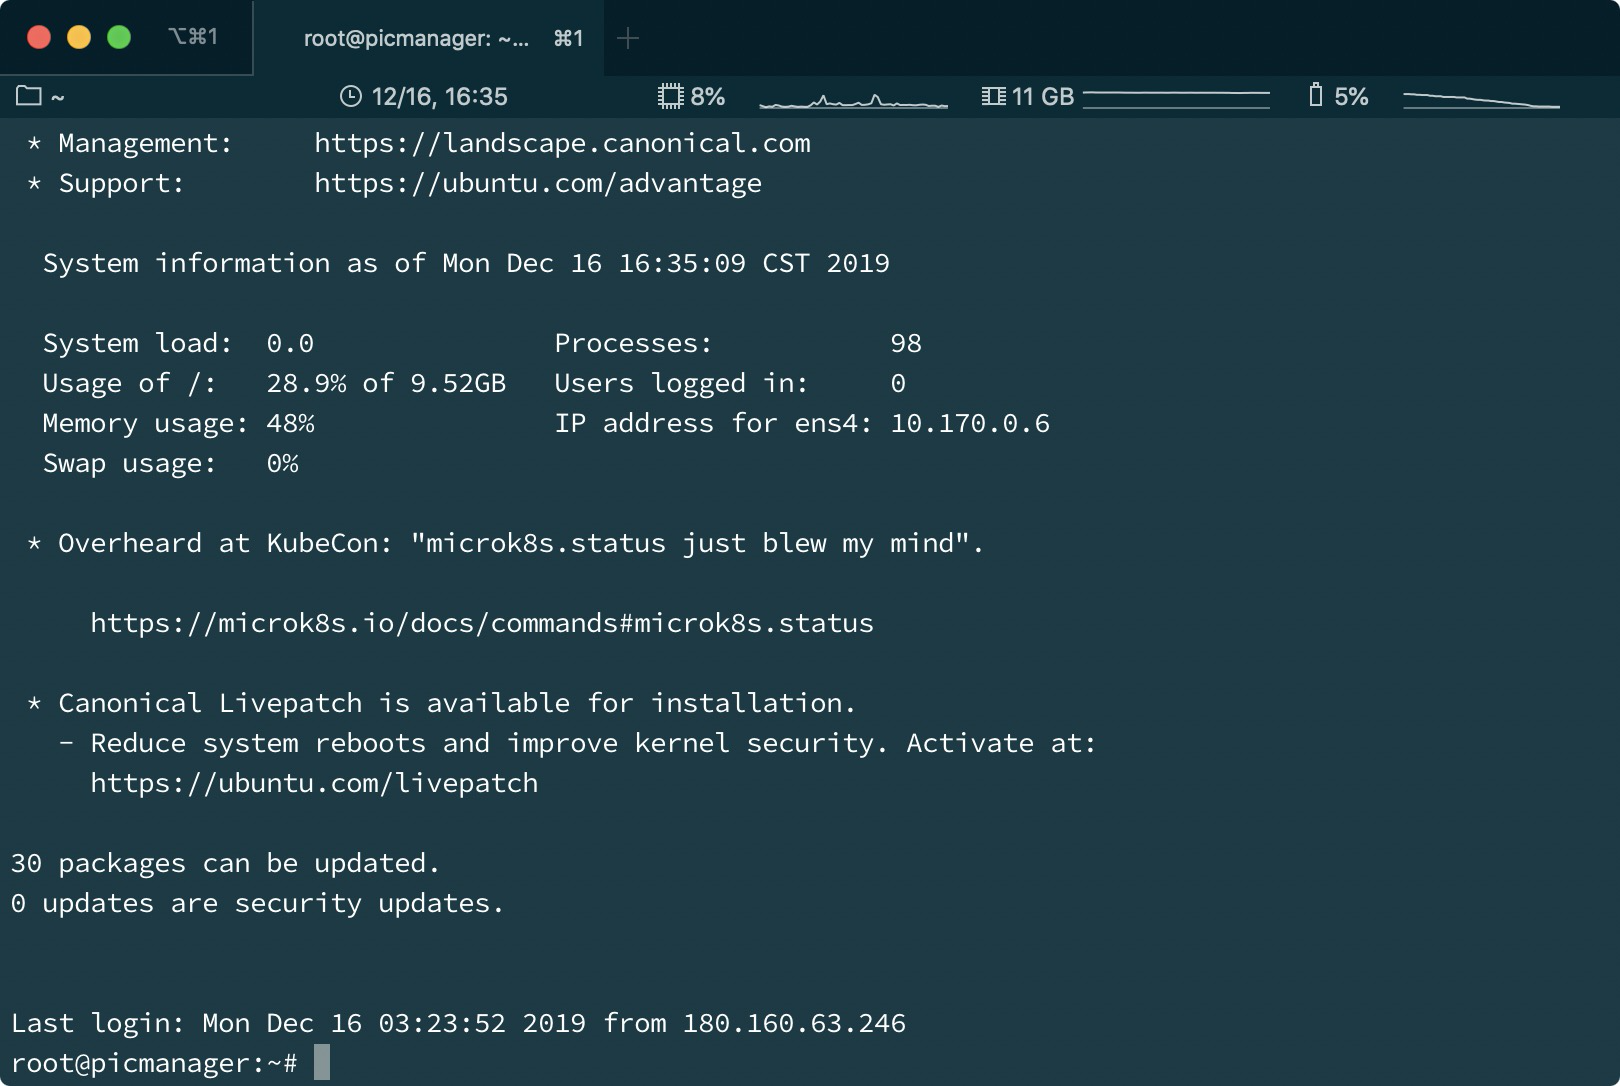 ⌥⌘1
root@picmanager: ~... ⌘1
~ 12/16, 16:35 8% 11 GB 5%
* Management: https://landscape.canonical.com
* Support: https://ubuntu.com/advantage
System information as of Mon Dec 16 16:35:09 CST 2019
System load: 0.0 Processes: 98
Usage of /: 28.9% of 9.52GB Users logged in: 0
Memory usage: 48% IP address for ens4: 10.170.0.6
Swap usage: 0%
* Overheard at KubeCon: "microk8s.status just blew my mind".
https://microk8s.io/docs/commands#microk8s.status
* Canonical Livepatch is available for installation.
- Reduce system reboots and improve kernel security. Activate at:
https://ubuntu.com/livepatch
30 packages can be updated.
0 updates are security updates.
Last login: Mon Dec 16 03:23:52 2019 from 180.160.63.246
root@picmanager:~#